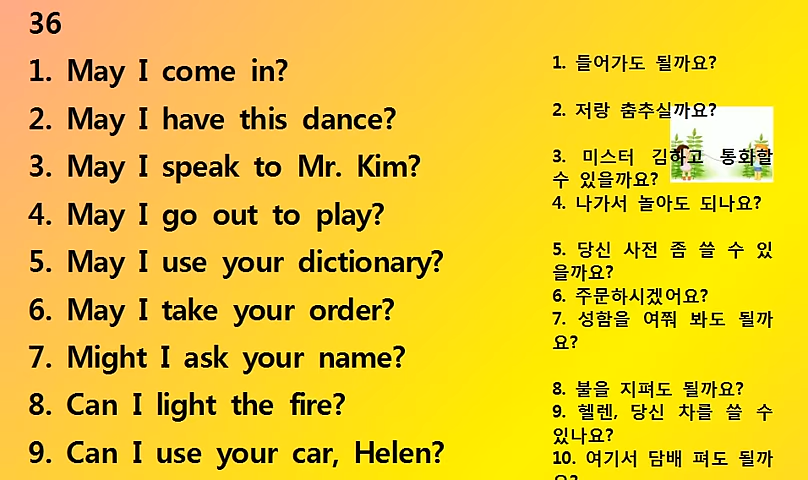 36
1. May I come in?
2. May I have this dance?
3. May I speak to Mr. Kim?
4. May I go out to play?
5. May I use your dictionary?
6. May I take your order?
7. Might I ask your name?
8. Can I light the fire?
9. Can I use your car, Helen?
1. 들어가도 될까요?
2. 저랑 춤추실까요?
3. 미스터 김하고 통화할
수 있을까요?
4. 나가서 놀아도 되나요?
5. 당신 사전 좀 쓸 수 있
을까요?
6. 주문하시겠어요?
7. 성함을 여쭤 봐도 될까
요?
8. 불을 지펴도 될까요?
9. 헬렌, 당신 차를 쓸 수
있나요?
10. 여기서 담배 펴도 될까